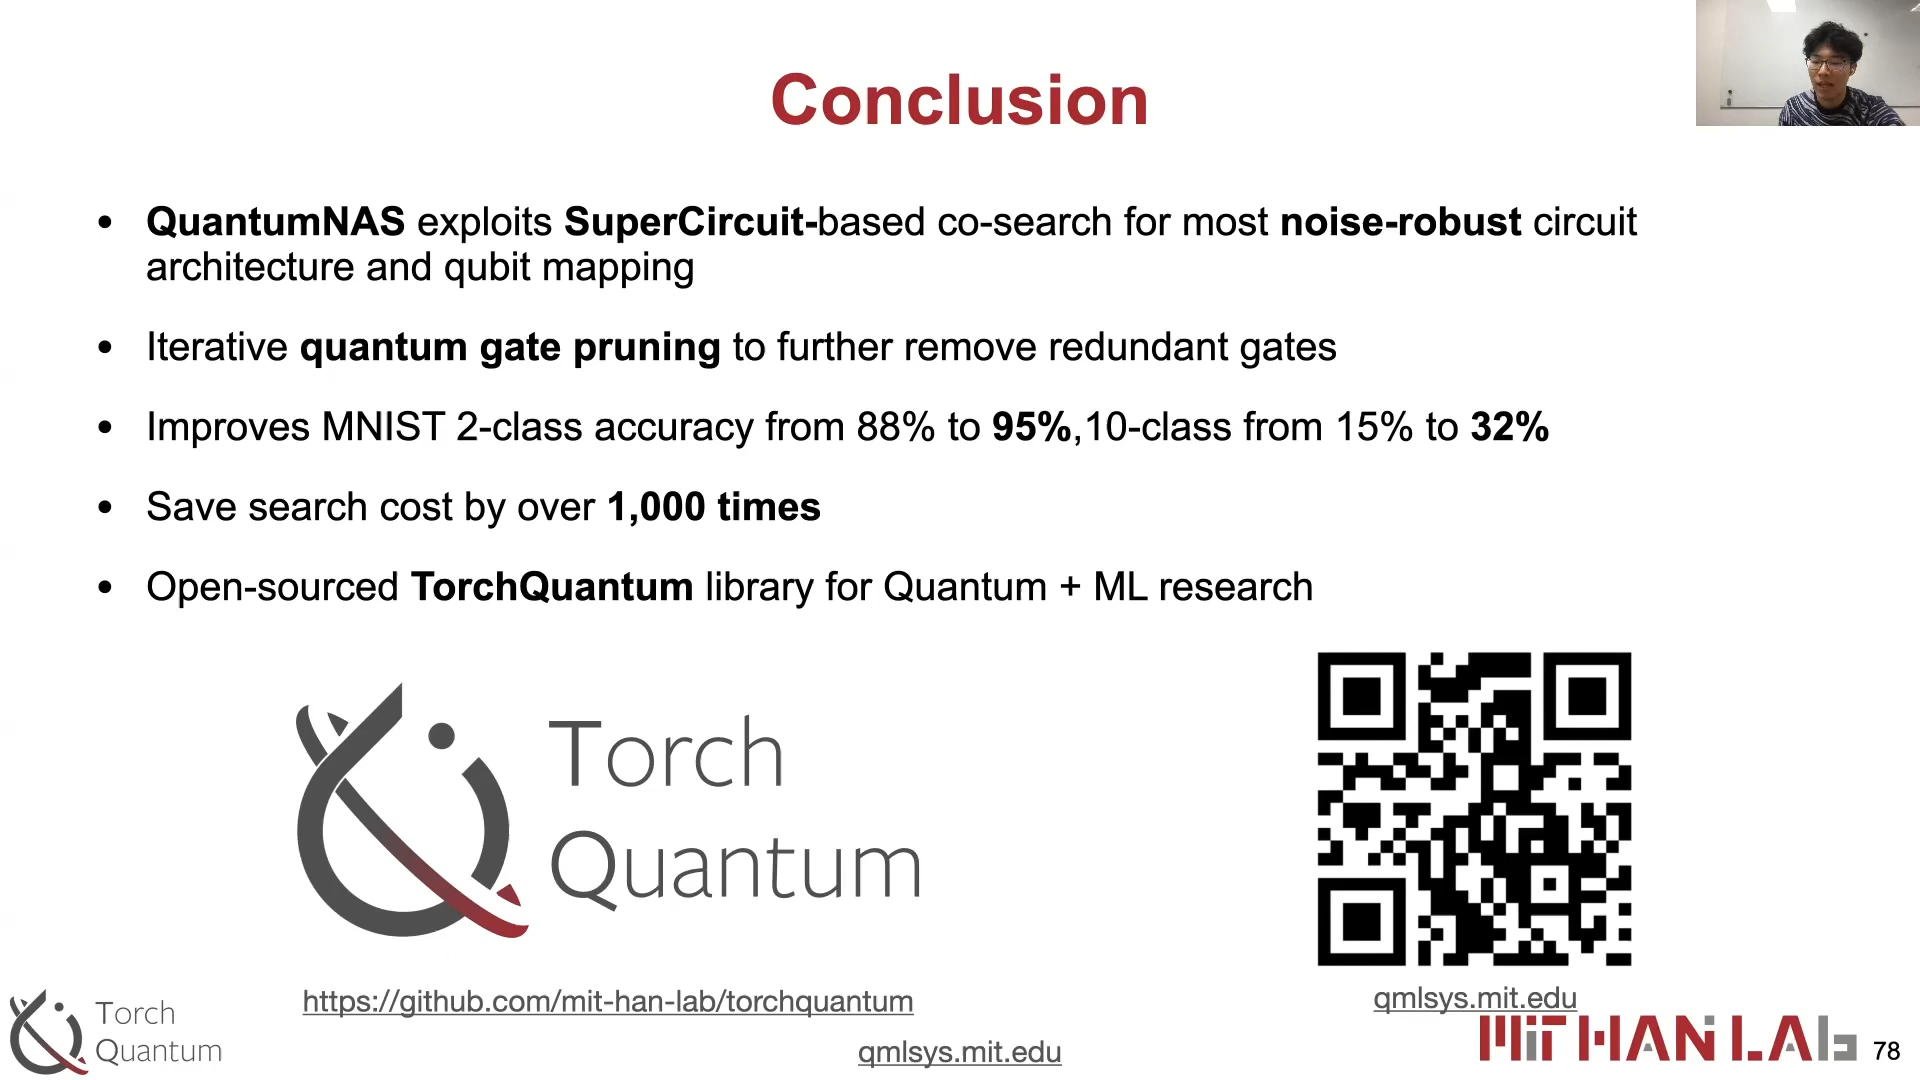 Conclusion
• QuantumNAS exploits SuperCircuit-based co-search for most noise-robust circuit
architecture and qubit mapping
• Iterative quantum gate pruning to further remove redundant gates
• Improves MNIST 2-class accuracy from 88% to 95%,10-class from 15% to 32%
• Save search cost by over 1,000 times
• Open-sourced TorchQuantum library for Quantum + ML research
Torch
Quantum
https://github.com/mit-han-lab/torchquantum
qmlsys.mit.edu
Torch
Quantum
qmlsys.mit.edu
MIT HAN LAb
78